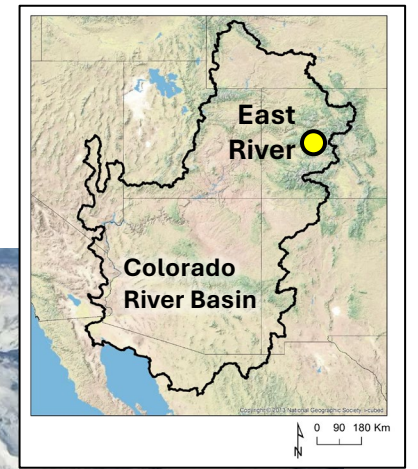 East
River
Colorado
River Basin
Copyright:© 2013 National Geographic Society, i-cubed
0 90 180 Km
N